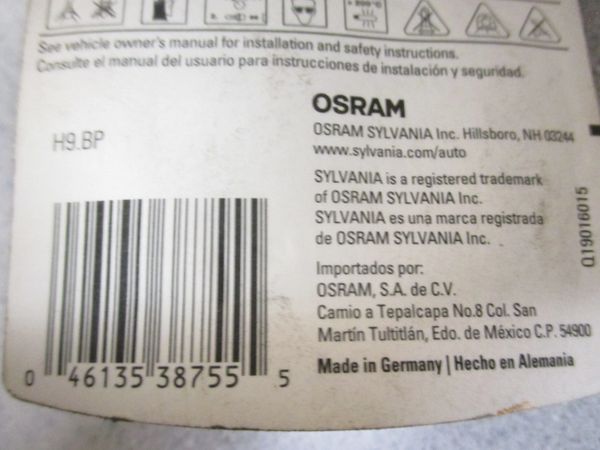 See vehicle owner's manual for installation and safety instructions.
Consulte el manual del usuario para instrucciones de instalación y seguridad.
OSRAM
OSRAM SYLVANIA Inc. Hillsboro, NH 03244
www.sylvania.com/auto
H9.BP
SYLVANIA is a registered trademark
of OSRAM SYLVANIA Inc.
SYLVANIA es una marca registrada
de OSRAM SYLVANIA Inc.
Q19016015
Importados por:
OSRAM, S.A. de C.V.
Camio a Tepalcapa No.8 Col. San
Martín Tultitlán, Edo. de México C.P. 54900
Made in Germany | Hecho en Alemania
0 46135 38755 5